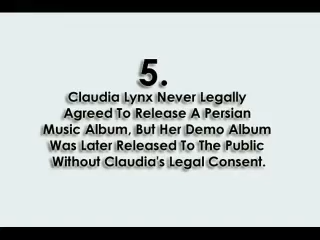 5.
Claudia Lynx Never Legally
Agreed To Release A Persian
Music Album, But Her Demo Album
Was Later Released To The Public
Without Claudia's Legal Consent.